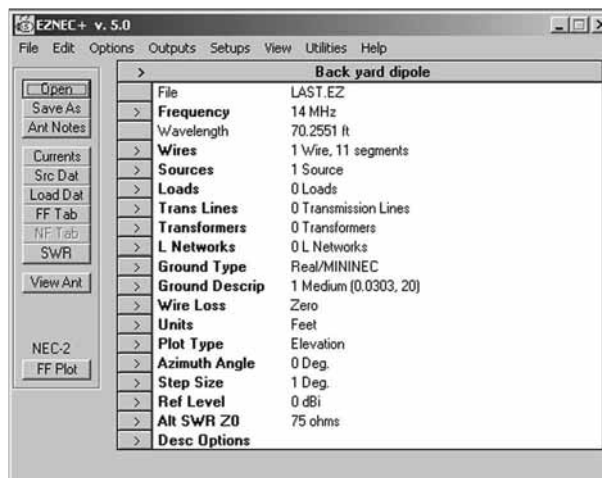 EZNEC+ v. 5.0
File Edit Options Outputs Setups View Utilities Help
Open
Save As
Ant Notes
Currents
Src Dat
Load Dat
FF Tab
NF Tab
SWR
View Ant
NEC-2
FF Plot
> Back yard dipole
File LAST.EZ
> Frequency 14 MHz
Wavelength 70.2551 ft
> Wires 1 Wire, 11 segments
> Sources 1 Source
> Loads 0 Loads
> Trans Lines 0 Transmission Lines
> Transformers 0 Transformers
> L Networks 0 L Networks
> Ground Type Real/MININEC
> Ground Descrip 1 Medium (0.0303, 20)
> Wire Loss Zero
> Units Feet
> Plot Type Elevation
> Azimuth Angle 0 Deg.
> Step Size 1 Deg.
> Ref Level 0 dBi
> Alt SWR Z0 75 ohms
> Desc Options